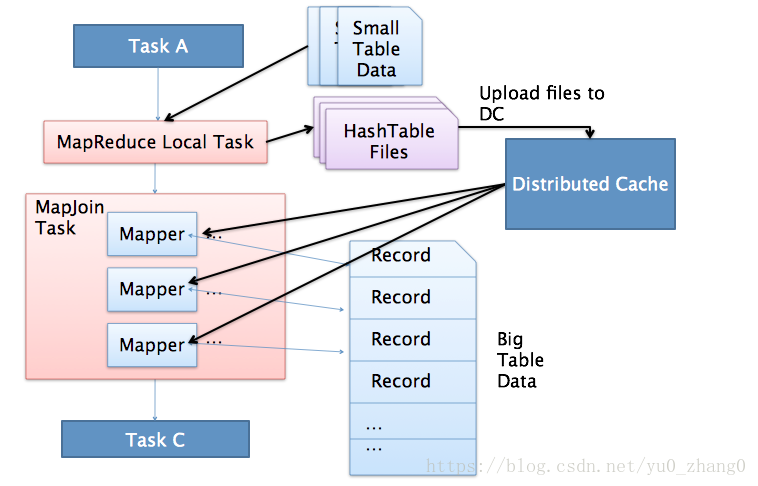 Task A
S
T
Small
Table
Data
Upload files to
DC
MapReduce Local Task
HashTable
Files
Distributed Cache
MapJoin
Task
Mapper
...
Mapper
...
Mapper
...
Record
Record
Record
Record
...
...
Big
Table
Data
Task C
https://blog.csdn.net/yu0_zhang0